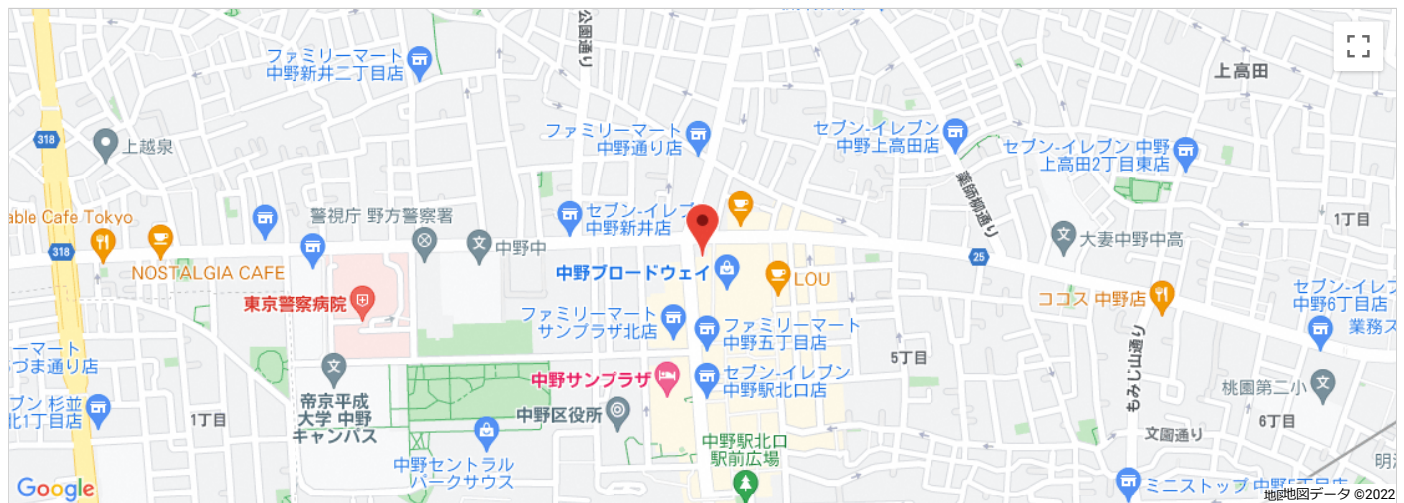 公園通り
ファミリーマート
中野新井二丁目店
上高田
318
上越泉
ファミリーマート
中野通り店
セブン-イレブン
中野上高田店
セブン-イレブン 中野
上高田2丁目東店
薬師柳通り
able Cafe Tokyo
警視庁 野方警察署
セブン-イレブ
中野新井店
1丁目
318
中野中
大妻中野中高
25
NOSTALGIA CAFE
中野ブロードウェイ
LOU
東京警察病院
ココス 中野店
セブン-イレブ
中野6丁目店
ファミリーマート
サンプラザ北店
ファミリーマート
中野五丁目店
業務ス
ーマート
づま通り店
5丁目
もみじ山通り
中野サンプラザ
セブン-イレブン
中野駅北口店
桃園第二小
帝京平成
大学 中野
キャンパス
ブン 杉並
北1丁目店
1丁目
中野区役所
6丁目
文園通り
中野駅北口
駅前広場
中野セントラル
パークサウス
明治
Google
ミニストップ 中野5丁目店
地図データ ©2022